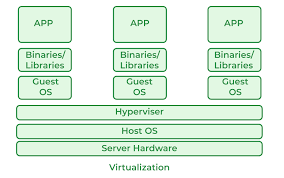 APP APP APP
Binaries/ Binaries/ Binaries/
Libraries Libraries Libraries
Guest Guest Guest
OS OS OS
Hyperviser
Host OS
Server Hardware
Virtualization